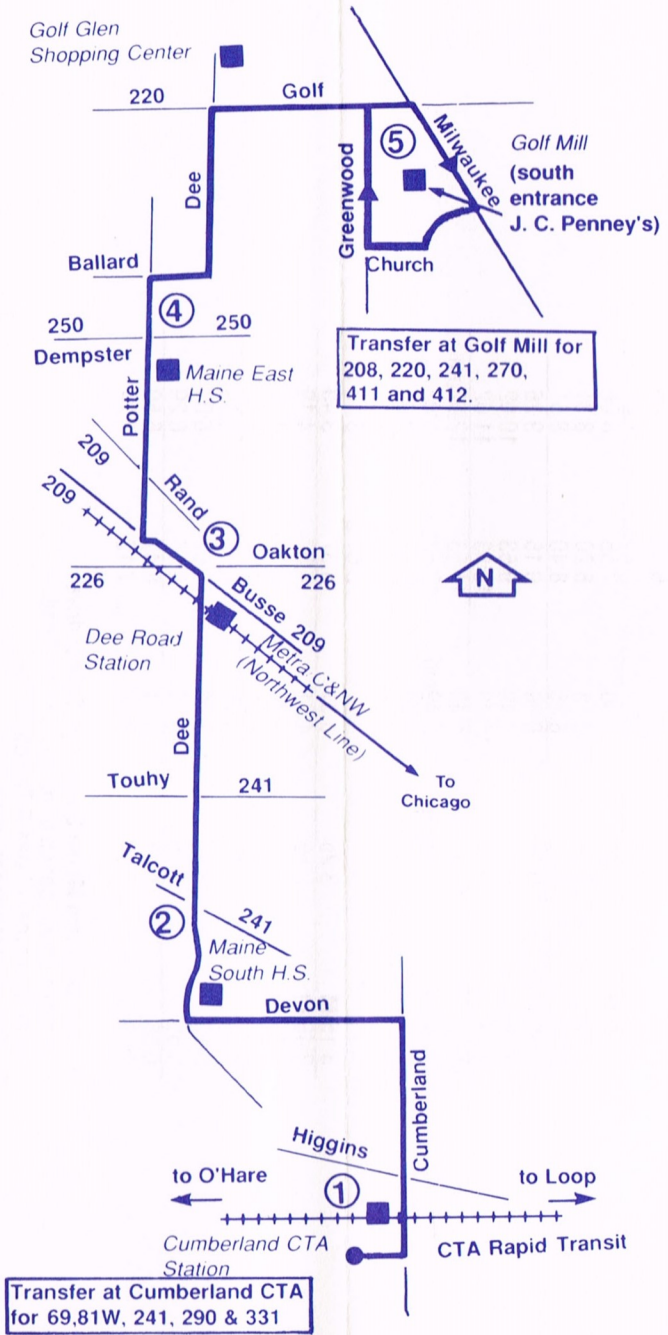 Golf Glen
Shopping Center
220
Golf
Dee
Greenwood
5
Milwaukee
Golf Mill
(south
entrance
J. C. Penney's)
Church
Ballard
4
250
250
Dempster
Transfer at Golf Mill for
208, 220, 241, 270,
411 and 412.
Maine East
H.S.
Potter
209
Rand
209
3
Oakton
226
226
N
Busse 209
Dee Road
Station
Metra C&NW
(Northwest Line)
Dee
To
Chicago
Touhy
241
Talcott
2
241
Maine
South H.S.
Devon
Cumberland
Higgins
to O'Hare
1
to Loop
Cumberland CTA
Station
CTA Rapid Transit
Transfer at Cumberland CTA
for 69,81W, 241, 290 & 331